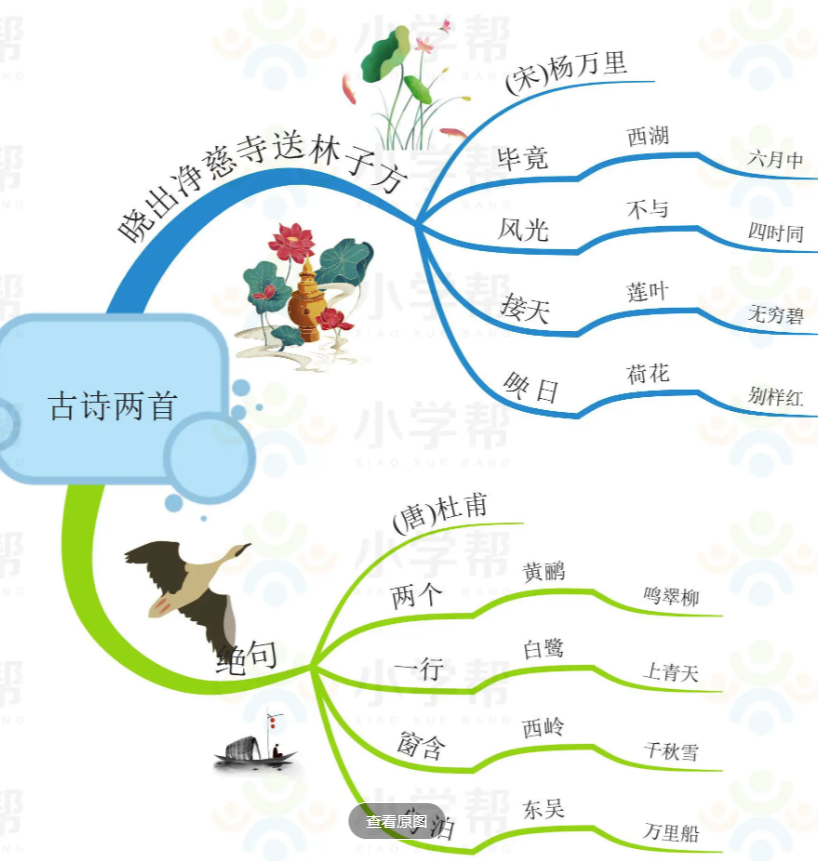 古诗两首
晓出净慈寺送林子方
(宋)杨万里
毕竟 西湖 六月中
风光 不与 四时同
接天 莲叶 无穷碧
映日 荷花 别样红
绝句
(唐)杜甫
两个 黄鹂 鸣翠柳
一行 白鹭 上青天
窗含 西岭 千秋雪
泊 东吴 万里船
查看原图
小学帮
XIAO XUE BANG